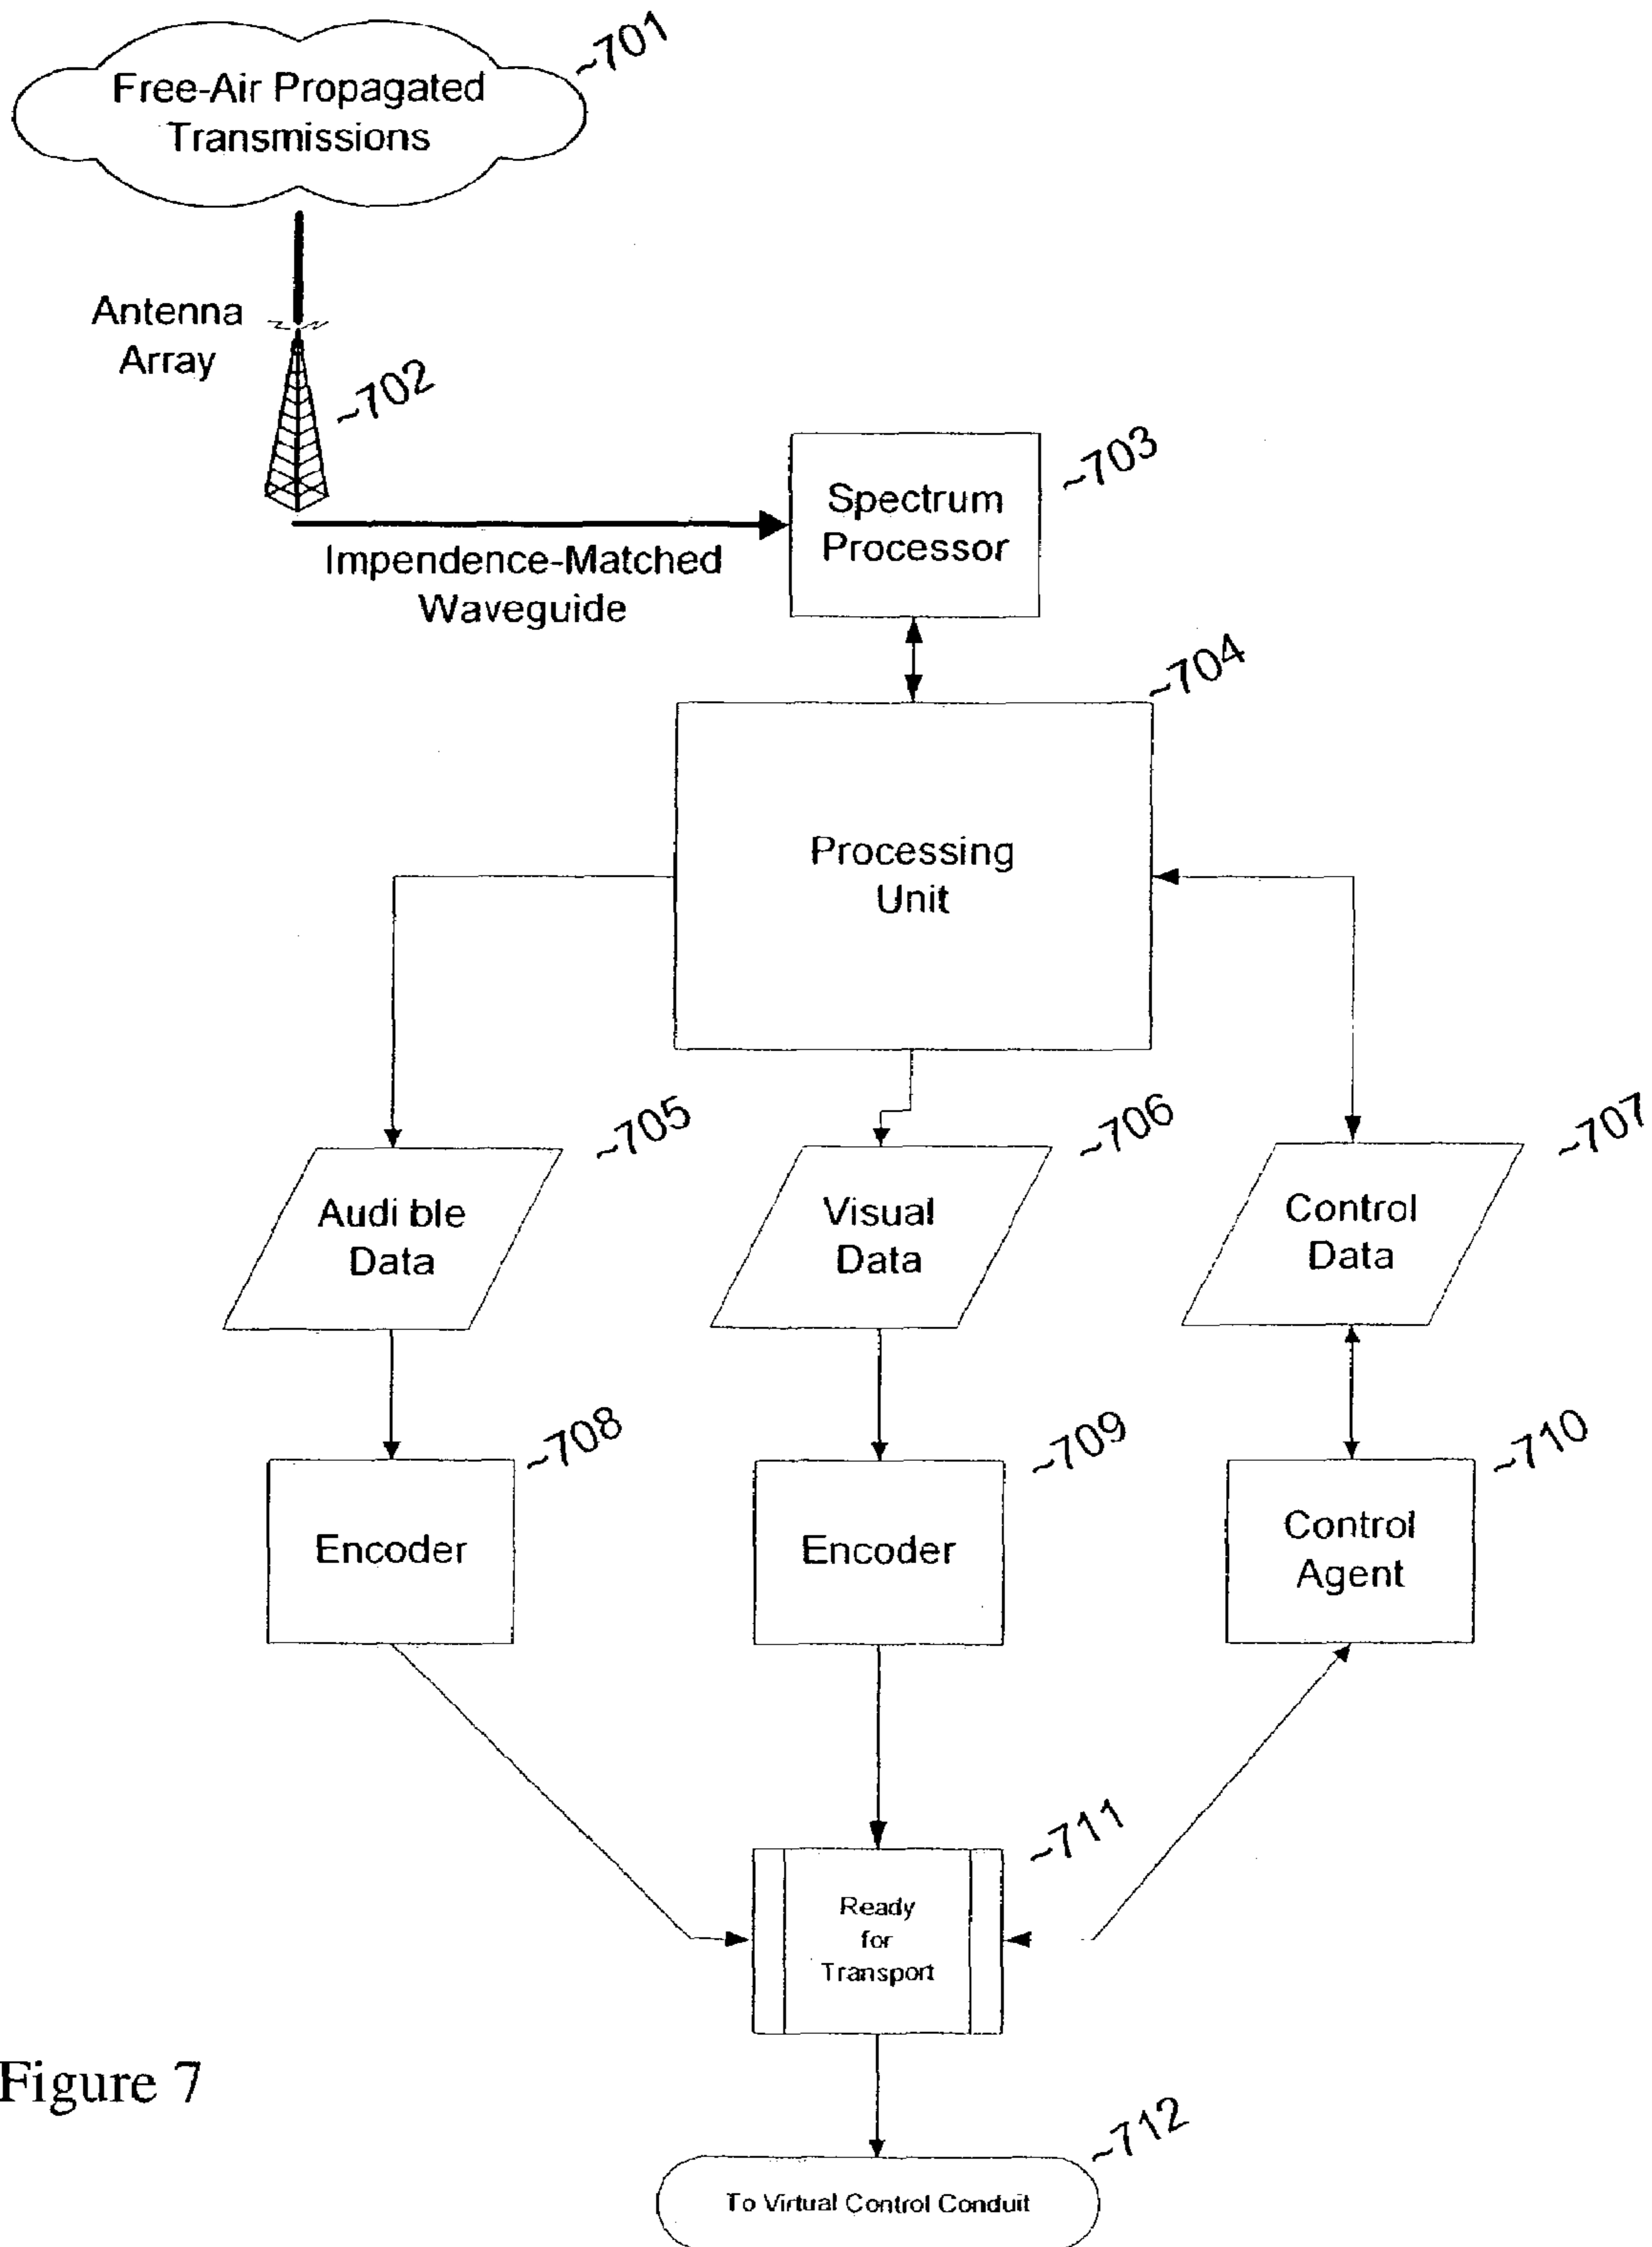 ~701
Free-Air Propagated
Transmissions
Antenna
Array
~702
~703
Spectrum
Processor
Impendence-Matched
Waveguide
~704
Processing
Unit
~705
~706
~707
Audible
Data
Visual
Data
Control
Data
~708
~709
~710
Encoder
Encoder
Control
Agent
~711
Ready
for
Transport
Figure 7
~712
To Virtual Control Conduit